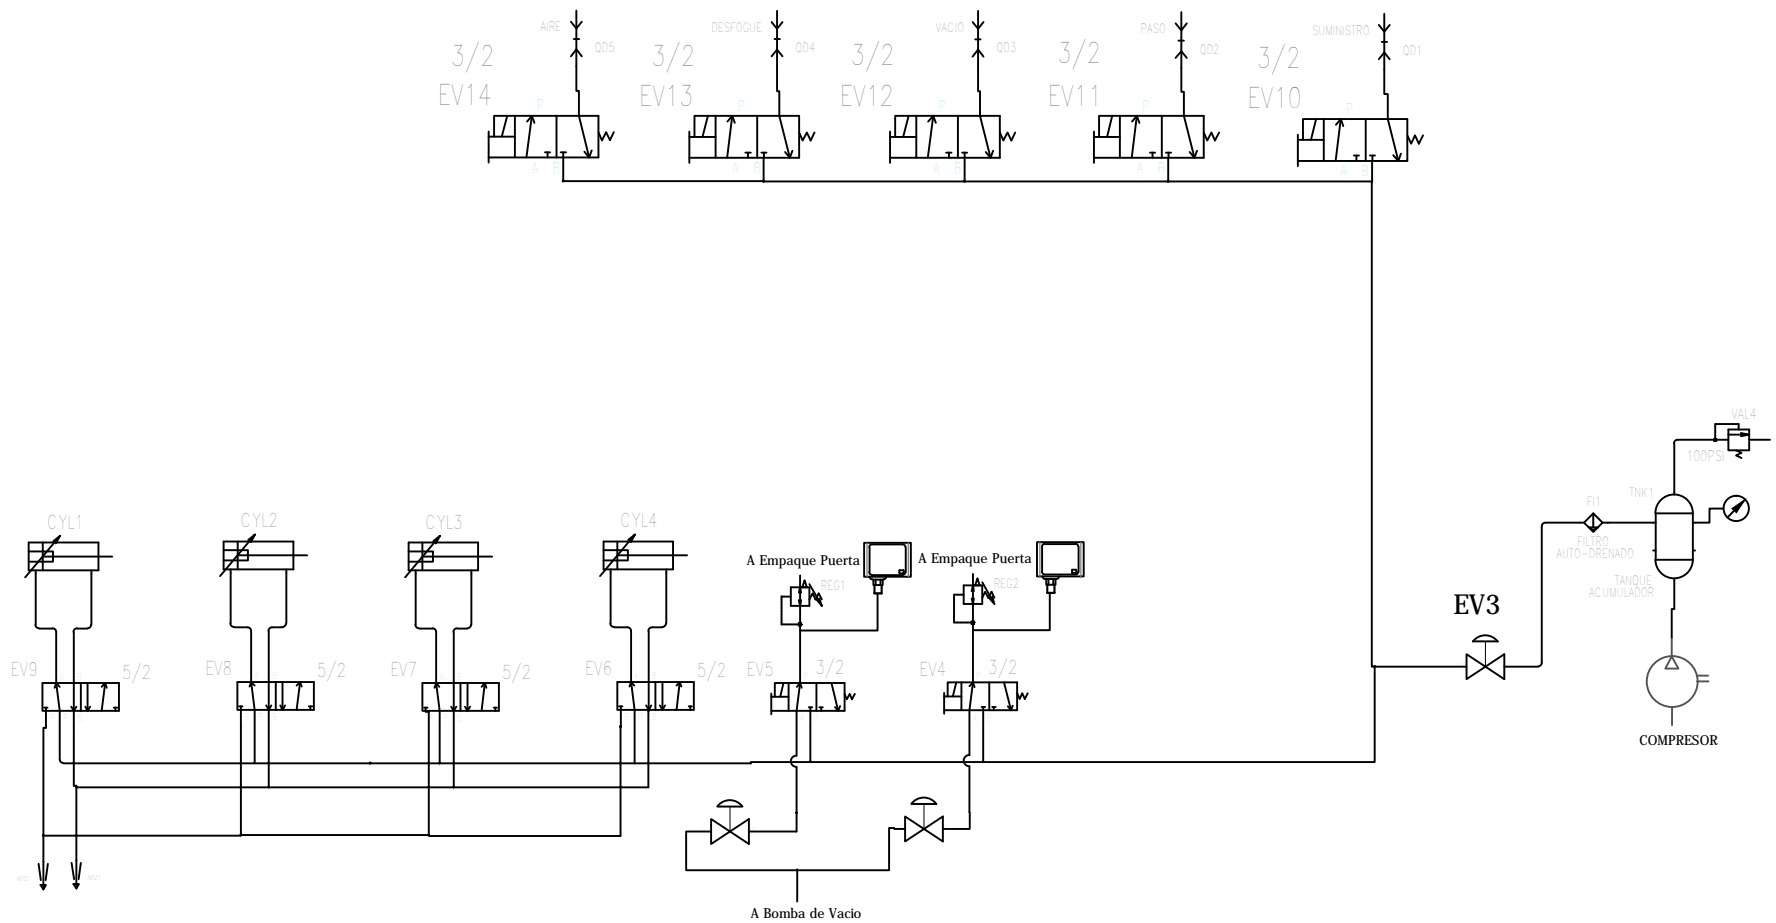 AIRE
QD5
3/2
EV14
P
A B
DESFOGUE
QD4
3/2
EV13
P
A B
VACIO
QD3
3/2
EV12
P
A B
PASO
QD2
3/2
EV11
P
A B
SUMINISTRO
QD1
3/2
EV10
P
A B
VAL4
100PSI
TNK1
FI1
FILTRO
AUTO-DRENADO
TANQUE
ACUMULADOR
EV3
COMPRESOR
CYL1
CYL2
CYL3
CYL4
A Empaque Puerta
REG1
A Empaque Puerta
REG2
EV9
5/2
EV8
5/2
EV7
5/2
EV6
5/2
EV5
3/2
EV4
3/2
A Bomba de Vacio